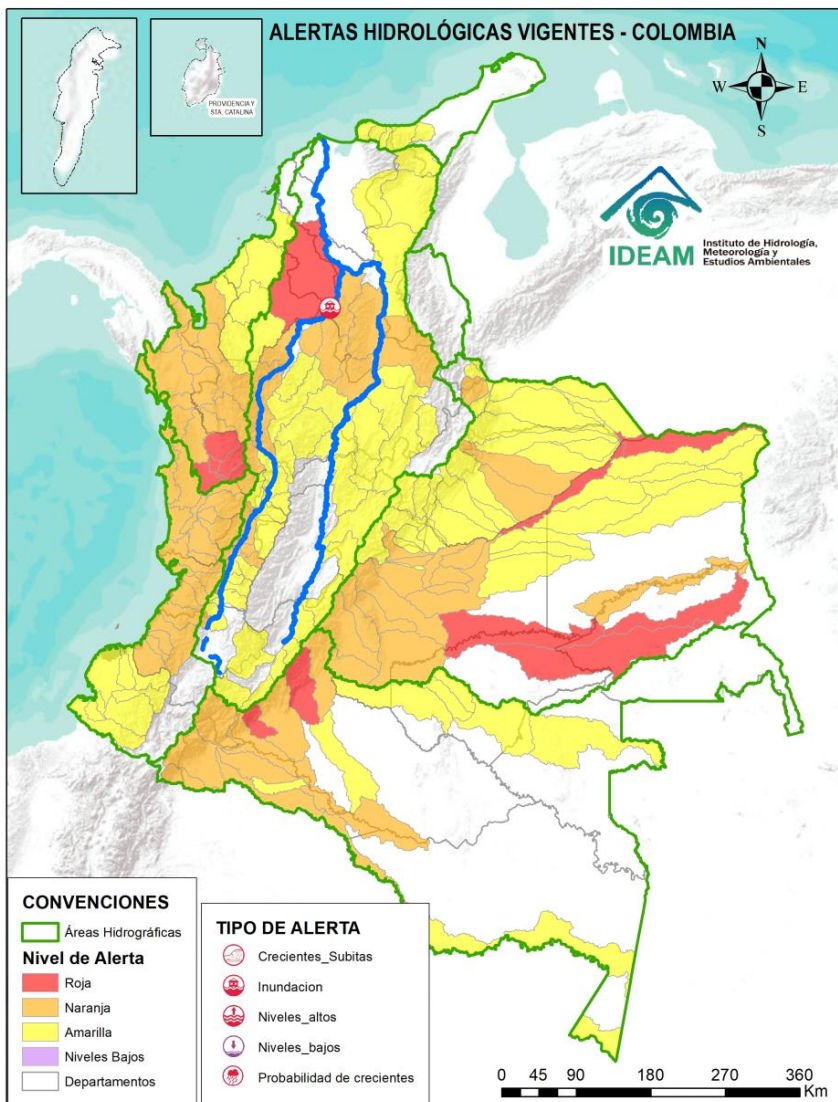 ALERTAS HIDROLÓGICAS VIGENTES - COLOMBIA
PROVIDENCIA Y
STA. CATALINA
N
W
E
S
IDEAM
Instituto de Hidrología,
Meteorología y
Estudios Ambientales
CONVENCIONES
Áreas Hidrográficas
Nivel de Alerta
Roja
Naranja
Amarilla
Niveles Bajos
Departamentos
TIPO DE ALERTA
Crecientes_Subitas
Inundacion
Niveles_altos
Niveles_bajos
Probabilidad de crecientes
0 45 90 180 270 360
Km